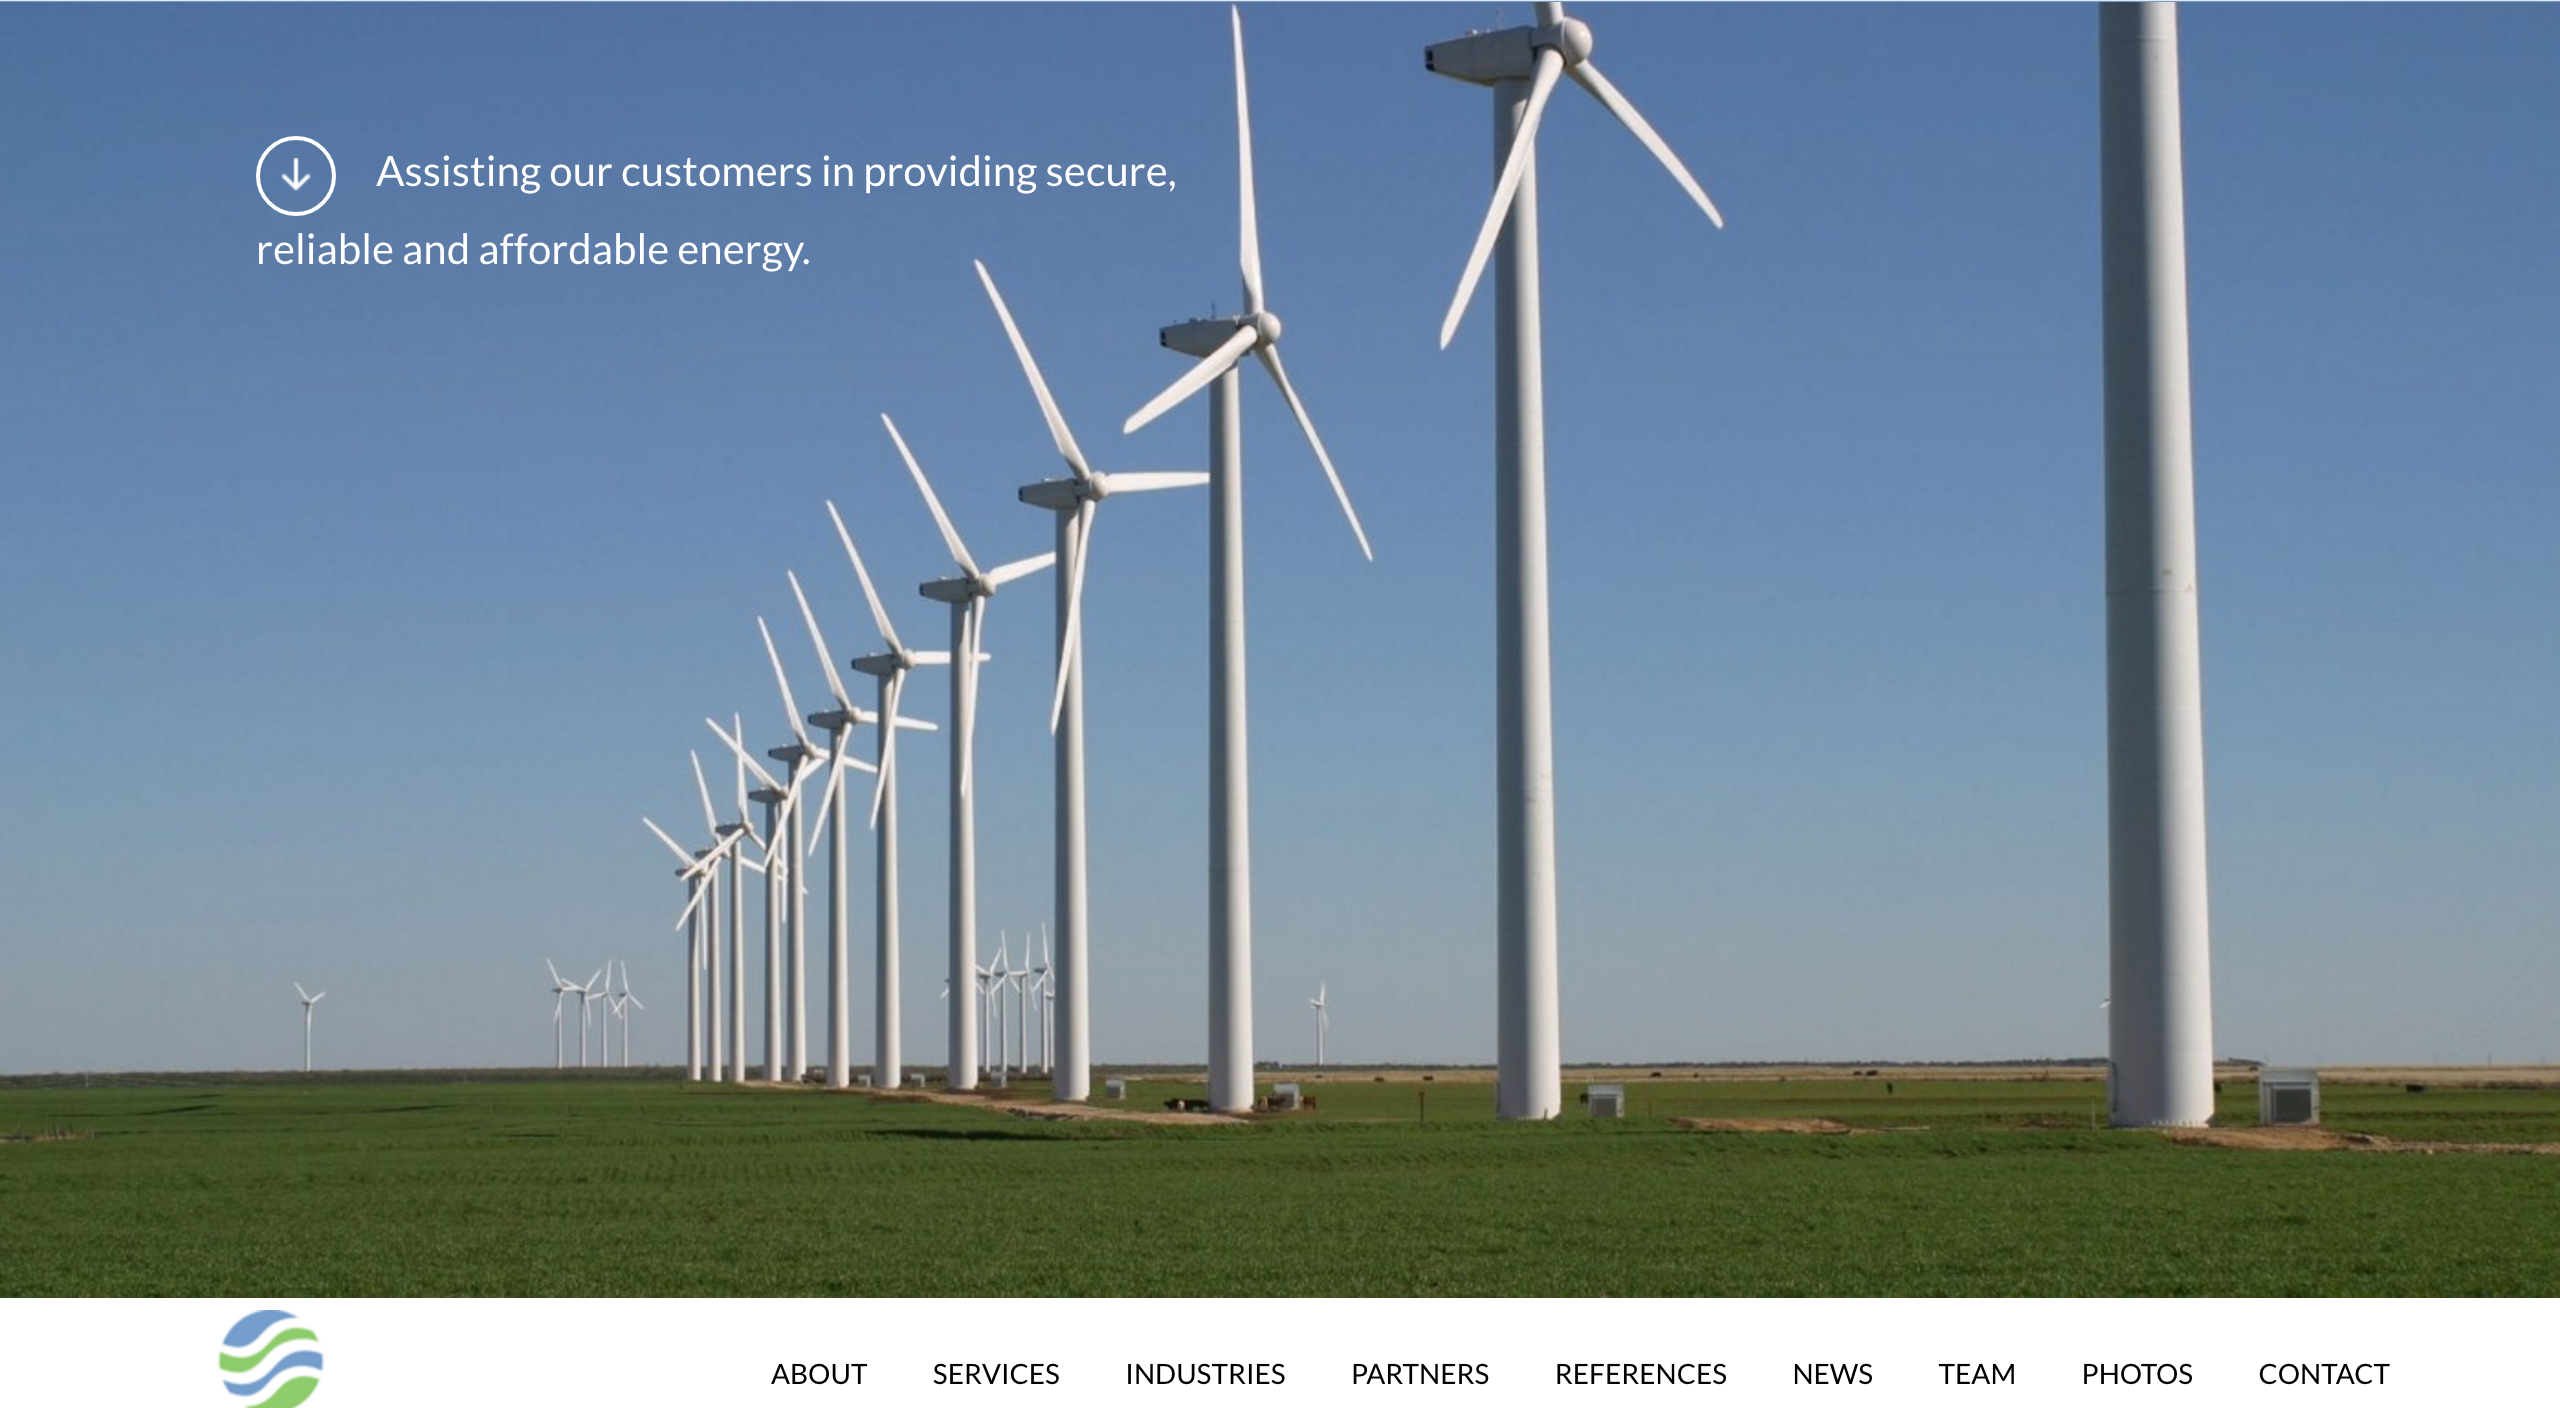 Assisting our customers in providing secure,
reliable and affordable energy.
ABOUT SERVICES INDUSTRIES PARTNERS REFERENCES NEWS TEAM PHOTOS CONTACT